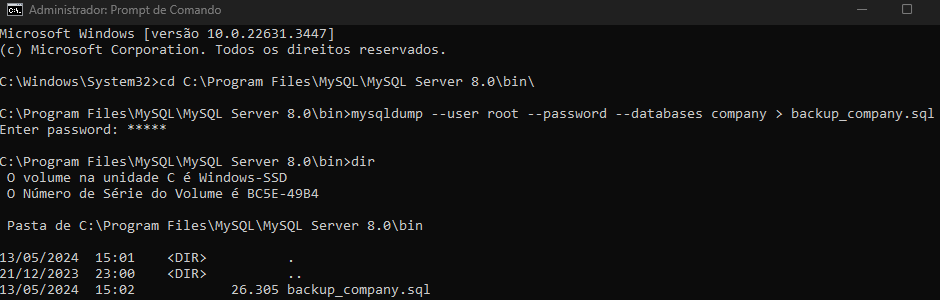 Administrador: Prompt de Comando
Microsoft Windows [versão 10.0.22631.3447]
(c) Microsoft Corporation. Todos os direitos reservados.
C:\Windows\System32>cd C:\Program Files\MySQL\MySQL Server 8.0\bin\
C:\Program Files\MySQL\MySQL Server 8.0\bin>mysqldump --user root --password --databases company > backup_company.sql
Enter password: *****
C:\Program Files\MySQL\MySQL Server 8.0\bin>dir
O volume na unidade C é Windows-SSD
O Número de Série do Volume é BC5E-49B4
Pasta de C:\Program Files\MySQL\MySQL Server 8.0\bin
13/05/2024  15:01    <DIR>          .
21/12/2023  23:00    <DIR>          ..
13/05/2024  15:02            26.305 backup_company.sql